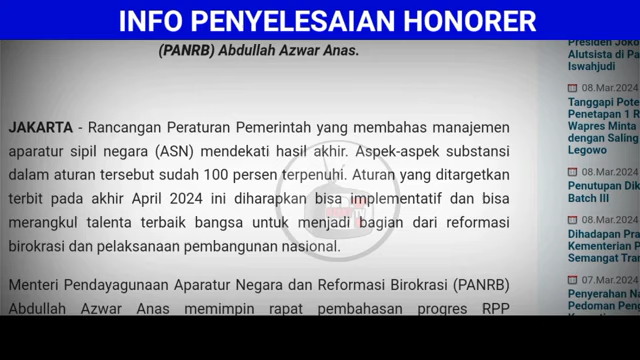 INFO PENYELESAIAN HONORER
(PANRB) Abdullah Azwar Anas.
JAKARTA - Rancangan Peraturan Pemerintah yang membahas manajemen
aparatur sipil negara (ASN) mendekati hasil akhir. Aspek-aspek substansi
dalam aturan tersebut sudah 100 persen terpenuhi. Aturan yang ditargetkan
terbit pada akhir April 2024 ini diharapkan bisa implementatif dan bisa
merangkul talenta terbaik bangsa untuk menjadi bagian dari reformasi
birokrasi dan pelaksanaan pembangunan nasional.
Menteri Pendayagunaan Aparatur Negara dan Reformasi Birokrasi (PANRB)
Abdullah Azwar Anas memimpin rapat pembahasan progres RPP
Presiden Joko
Alutsista di Pa
Iswahjudi
08.Mar.2024
Tanggapi Pote
Penetapan 1 R
Wapres Minta
dengan Saling
Legowo
08.Mar.2024
Penutupan Dik
Batch III
08.Mar.2024
Dihadapan Pra
Kementerian P
Semangat Tran
07.Mar.2024
Penyerahan Na
Pedoman Peng